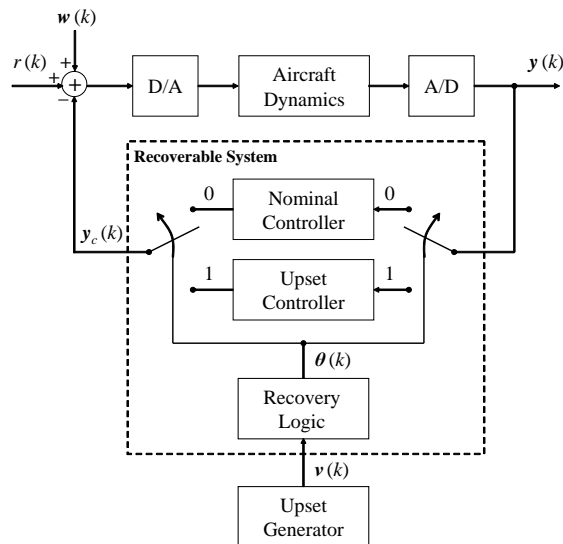 w(k)
r(k)
+
+
+
−
D/A
Aircraft
Dynamics
A/D
y(k)
Recoverable System
0
Nominal
Controller
0
y_c(k)
1
Upset
Controller
1
θ(k)
Recovery
Logic
v(k)
Upset
Generator